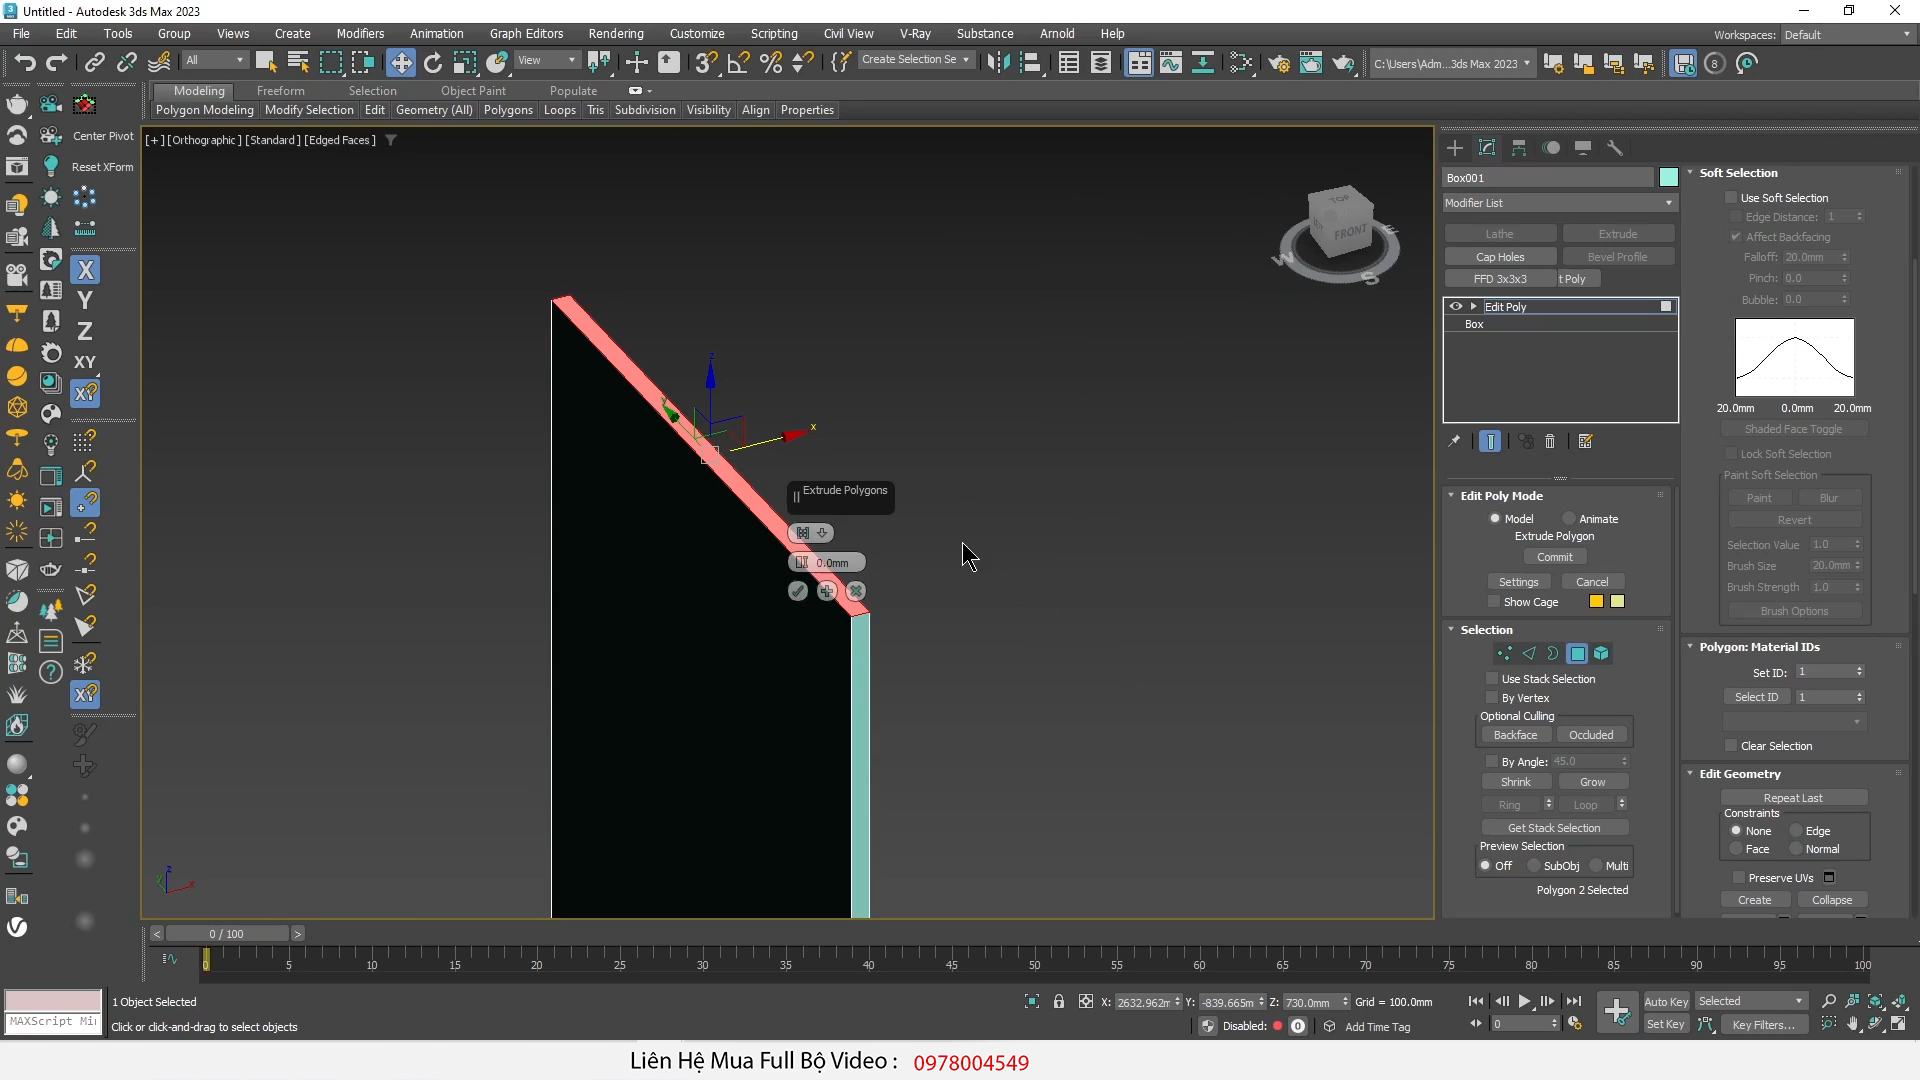 Untitled - Autodesk 3ds Max 2023
File Edit Tools Group Views Create Modifiers Animation Graph Editors Rendering Customize Scripting Civil View V-Ray Substance Arnold Help
Workspaces: Default
All View Create Selection Se C:\Users\Adm...3ds Max 2023
Modeling Freeform Selection Object Paint Populate
Polygon Modeling Modify Selection Edit Geometry (All) Polygons Loops Tris Subdivision Visibility Align Properties
Center Pivot
Reset XForm
X
Y
Z
XY
[+] [Orthographic] [Standard] [Edged Faces]
TOP
FRONT
W
S
E
z
x
Extrude Polygons
0.0mm
Box001
Modifier List
Lathe Extrude
Cap Holes Bevel Profile
FFD 3x3x3 t Poly
Edit Poly
Box
Edit Poly Mode
Model Animate
Extrude Polygon
Commit
Settings Cancel
Show Cage
Selection
Use Stack Selection
By Vertex
Optional Culling
Backface Occluded
By Angle: 45.0
Shrink Grow
Ring Loop
Get Stack Selection
Preview Selection
Off SubObj Multi
Polygon 2 Selected
Soft Selection
Use Soft Selection
Edge Distance: 1
Affect Backfacing
Falloff: 20.0mm
Pinch: 0.0
Bubble: 0.0
20.0mm 0.0mm 20.0mm
Shaded Face Toggle
Lock Soft Selection
Paint Soft Selection
Paint Blur
Revert
Selection Value 1.0
Brush Size 20.0mm
Brush Strength 1.0
Brush Options
Polygon: Material IDs
Set ID: 1
Select ID 1
Clear Selection
Edit Geometry
Repeat Last
Constraints
None Edge
Face Normal
Preserve UVs
Create Collapse
< 0 / 100 >
0 5 10 15 20 25 30 35 40 45 50 55 60 65 70 75 80 85 90 95 100
1 Object Selected
X: 2632.962m Y: -839.665m Z: 730.0mm Grid = 100.0mm
Auto Key Selected
MAXScript Mi
Click or click-and-drag to select objects
Disabled: 0 Add Time Tag
0
Set Key Key Filters...
Liên Hệ Mua Full Bộ Video : 0978004549